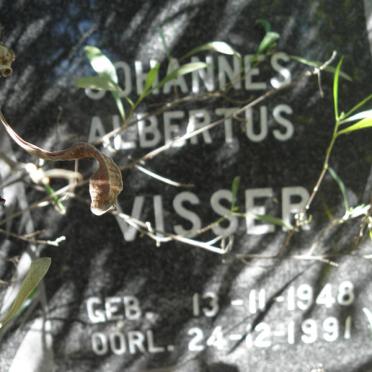 JOHANNES
ALBERTUS
VISSER
GEB. 13-11-1948
OORL. 24-12-1991